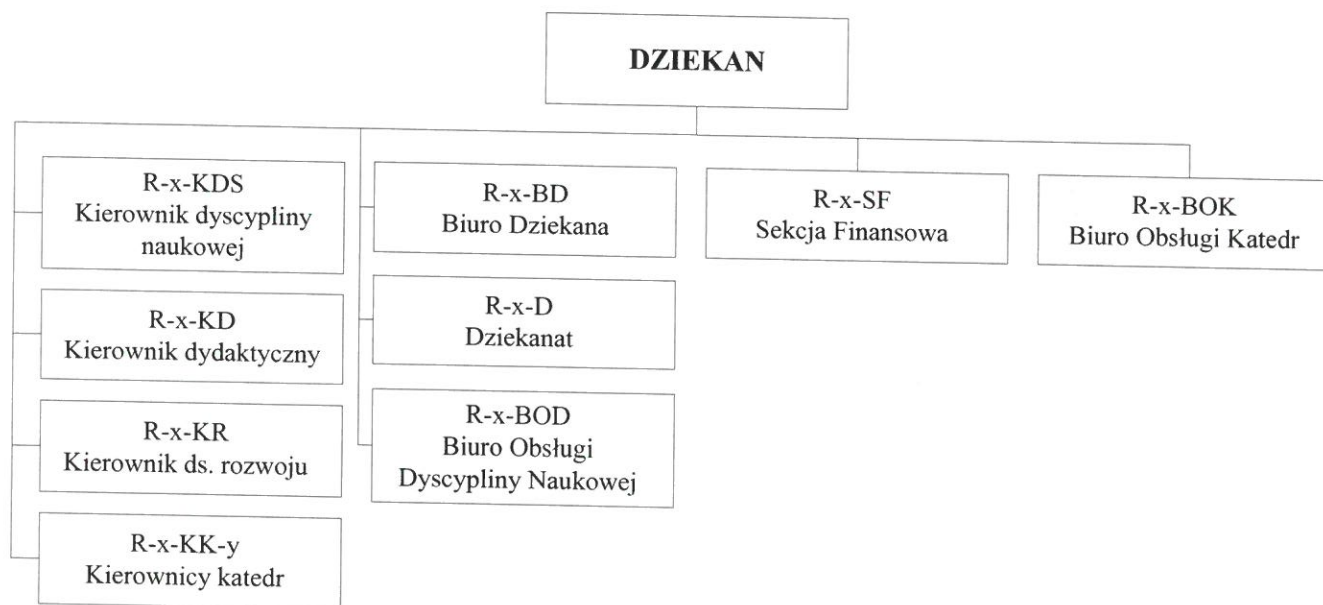 DZIEKAN
R-x-KDS
Kierownik dyscypliny
naukowej
R-x-KD
Kierownik dydaktyczny
R-x-KR
Kierownik ds. rozwoju
R-x-KK-y
Kierownicy katedr
R-x-BD
Biuro Dziekana
R-x-D
Dziekanat
R-x-BOD
Biuro Obsługi
Dyscypliny Naukowej
R-x-SF
Sekcja Finansowa
R-x-BOK
Biuro Obsługi Katedr